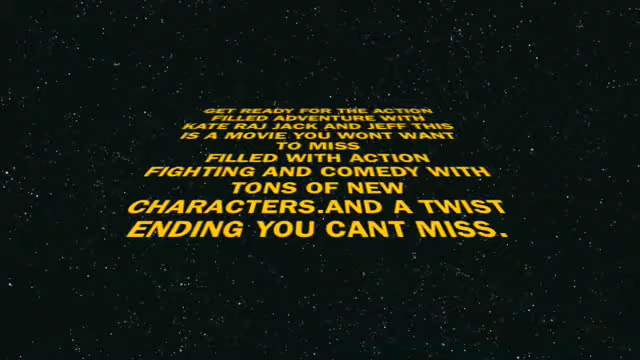 GET READY FOR THE ACTION
FILLED ADVENTURE WITH
KATE RAJ JACK AND JEFF THIS
IS A MOVIE YOU WONT WANT
TO MISS
FILLED WITH ACTION
FIGHTING AND COMEDY WITH
TONS OF NEW
CHARACTERS.AND A TWIST
ENDING YOU CANT MISS.